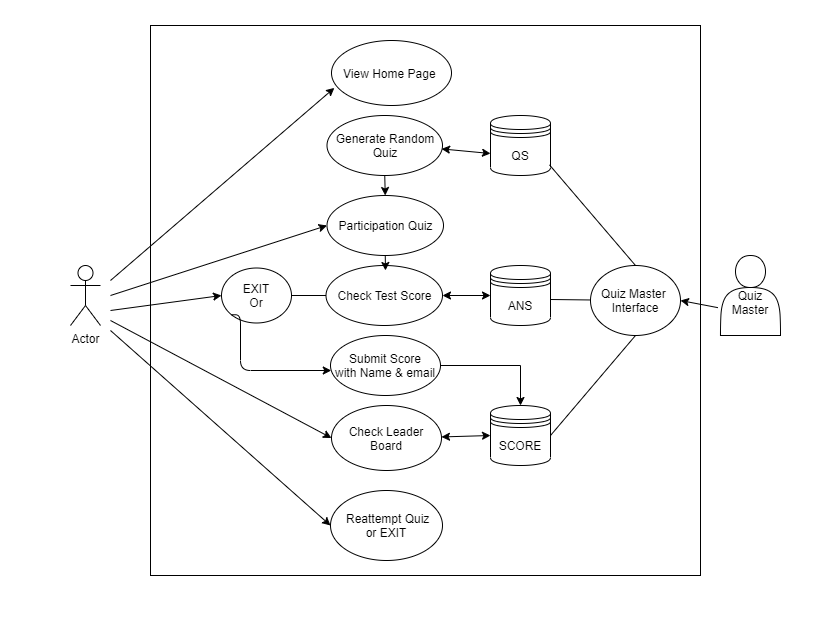 View Home Page
Generate Random
Quiz
QS
Participation Quiz
EXIT
Or
Check Test Score
ANS
Quiz Master
Interface
Quiz
Master
Actor
Submit Score
with Name & email
Check Leader
Board
SCORE
Reattempt Quiz
or EXIT